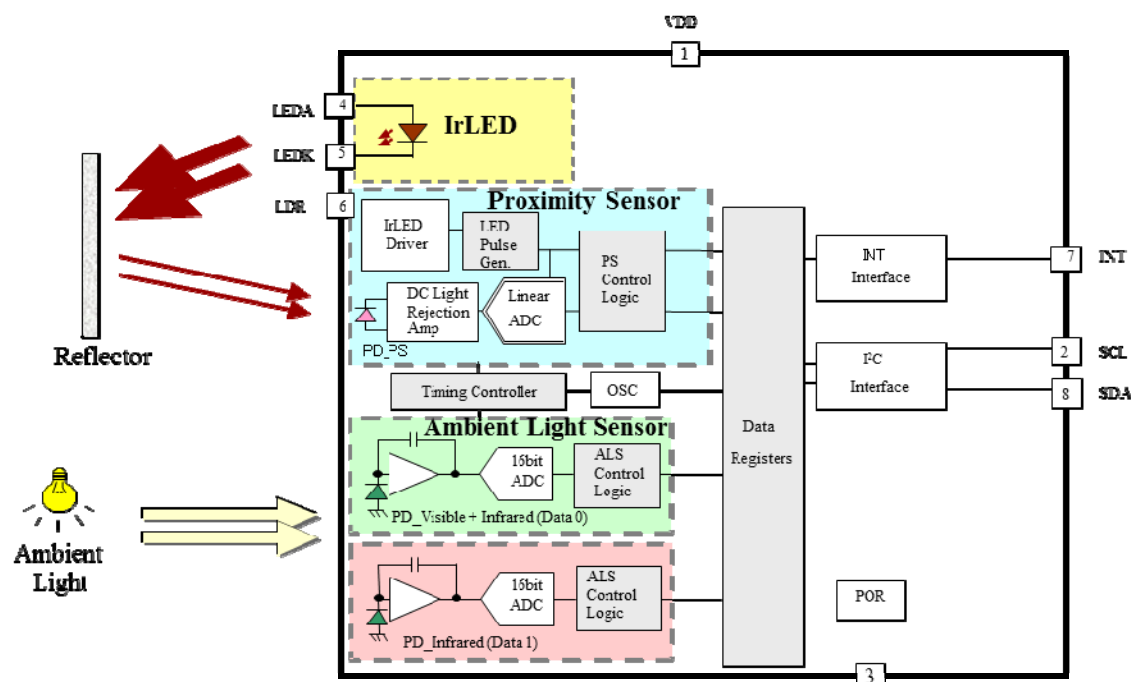 VDD
1
LEDA
4
IrLED
LEDK
5
LDR
6
Proximity Sensor
IrLED
Driver
LED
Pulse
Gen.
PS
Control
Logic
DC Light
Rejection
Amp
Linear
ADC
PD_PS
Reflector
Timing Controller
OSC
Ambient Light Sensor
16bit
ADC
ALS
Control
Logic
PD_Visible + Infrared (Data 0)
Ambient
Light
16bit
ADC
ALS
Control
Logic
PD_Infrared (Data 1)
Data
Registers
INT
Interface
7
INT
I²C
Interface
2
SCL
8
SDA
POR
3